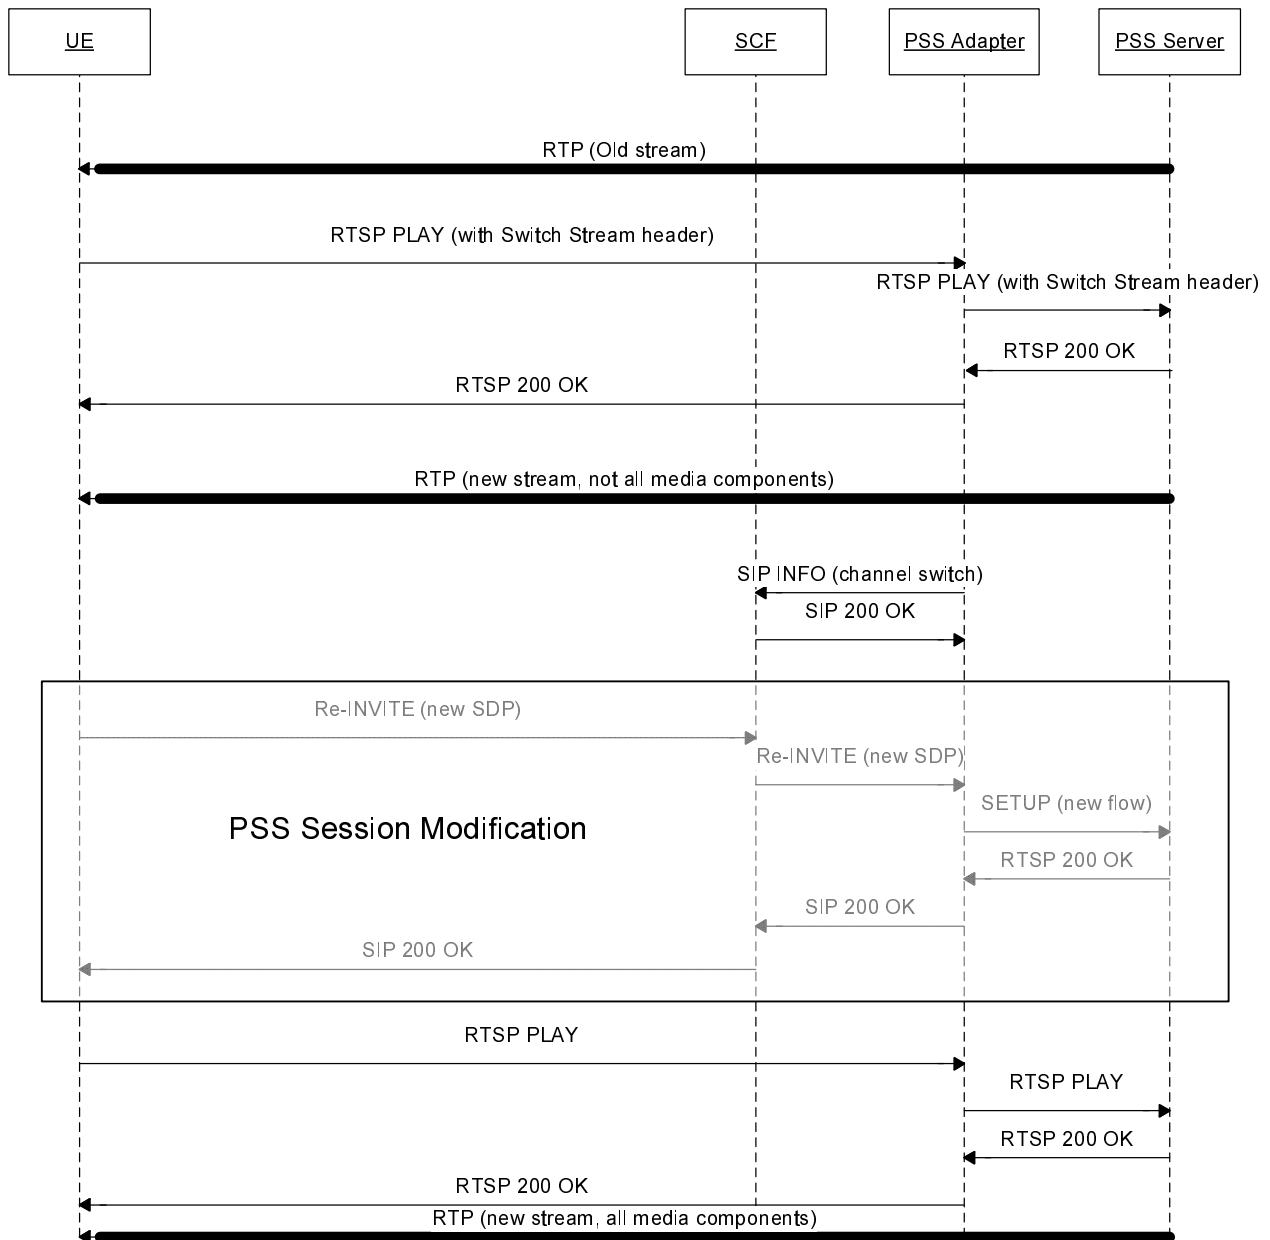 UE
SCF
PSS Adapter
PSS Server
RTP (Old stream)
RTSP PLAY (with Switch Stream header)
RTSP PLAY (with Switch Stream header)
RTSP 200 OK
RTSP 200 OK
RTP (new stream, not all media components)
SIP INFO (channel switch)
SIP 200 OK
Re-INVITE (new SDP)
Re-INVITE (new SDP)
SETUP (new flow)
PSS Session Modification
RTSP 200 OK
SIP 200 OK
SIP 200 OK
RTSP PLAY
RTSP PLAY
RTSP 200 OK
RTSP 200 OK
RTP (new stream, all media components)